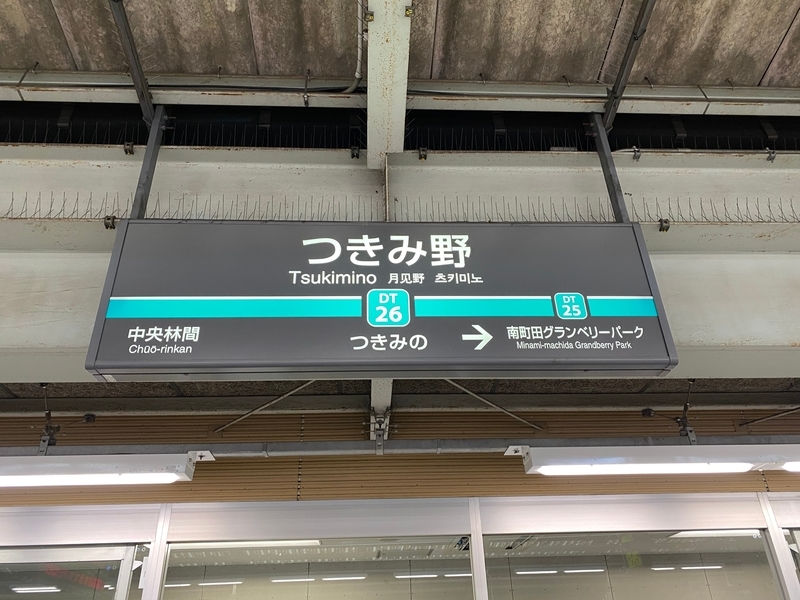 つきみ野
Tsukimino 月见野 츠키미노
DT
26
DT
25
中央林間
Chūō-rinkan
つきみの
→ 南町田グランベリーパーク
Minami-machida Grandberry Park